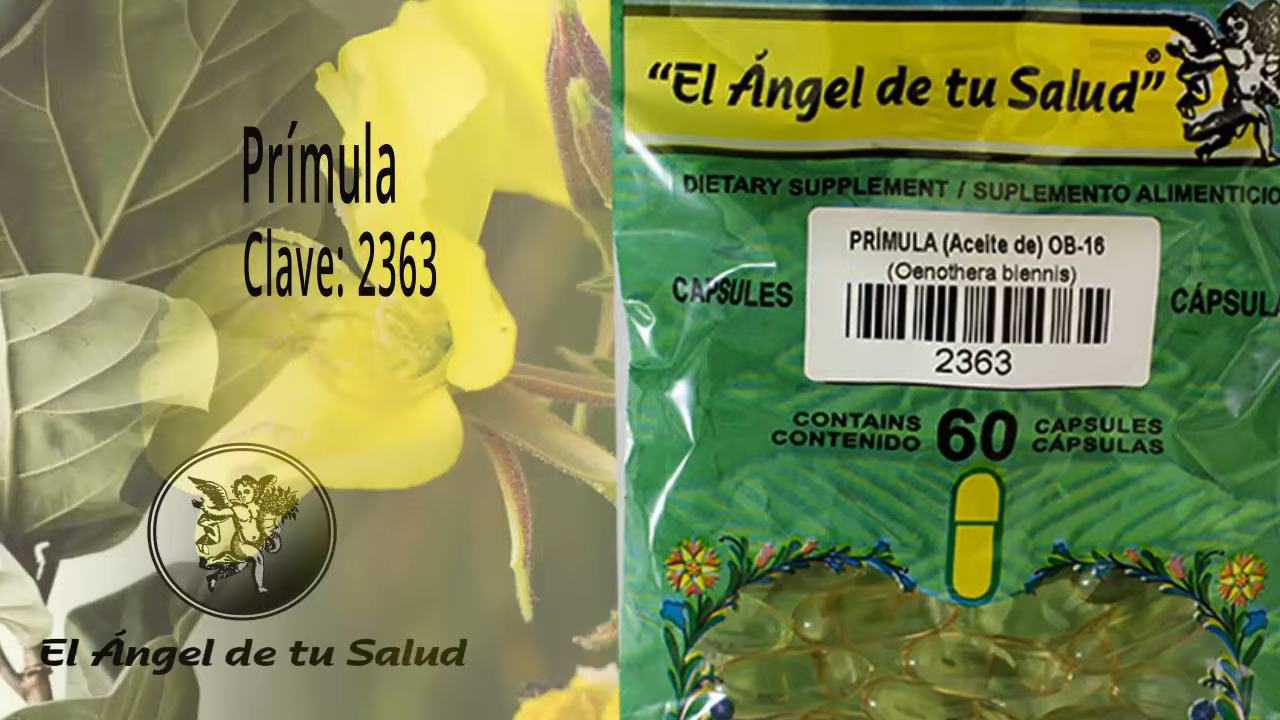 Prímula
Clave: 2363
El Ángel de tu Salud
“El Ángel de tu Salud”®
DIETARY SUPPLEMENT / SUPLEMENTO ALIMENTICIO
PRÍMULA (Aceite de) OB-16
(Oenothera biennis)
CAPSULES
CÁPSULA
2363
CONTAINS
CONTENIDO
60
CAPSULES
CÁPSULAS